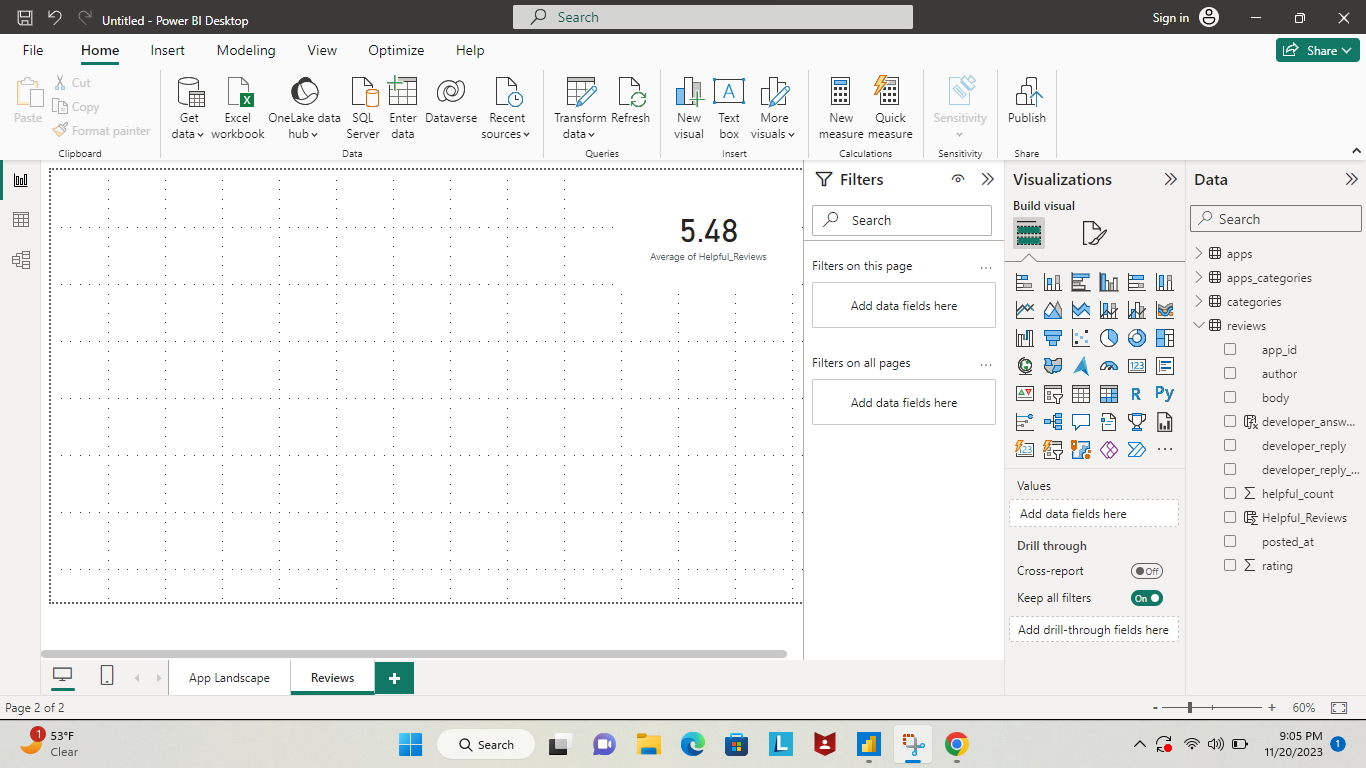 Untitled - Power BI Desktop
Search
Sign in
File
Home
Insert
Modeling
View
Optimize
Help
Share
Paste
Cut
Copy
Format painter
Clipboard
Get data
Excel workbook
OneLake data hub
SQL Server
Enter data
Dataverse
Recent sources
Data
Transform data
Refresh
Queries
New visual
Text box
More visuals
Insert
New measure
Quick measure
Calculations
Sensitivity
Sensitivity
Publish
Share
5.48
Average of Helpful_Reviews
Filters
Search
Filters on this page
...
Add data fields here
Filters on all pages
...
Add data fields here
Visualizations
Build visual
123
R
Py
123
...
Values
Add data fields here
Drill through
Cross-report
Off
Keep all filters
On
Add drill-through fields here
Data
Search
apps
apps_categories
categories
reviews
app_id
author
body
developer_answ...
developer_reply
developer_reply_...
helpful_count
Helpful_Reviews
posted_at
rating
App Landscape
Reviews
+
Page 2 of 2
-
+
60%
1
53°F
Clear
Search
L
9:05 PM
11/20/2023
1